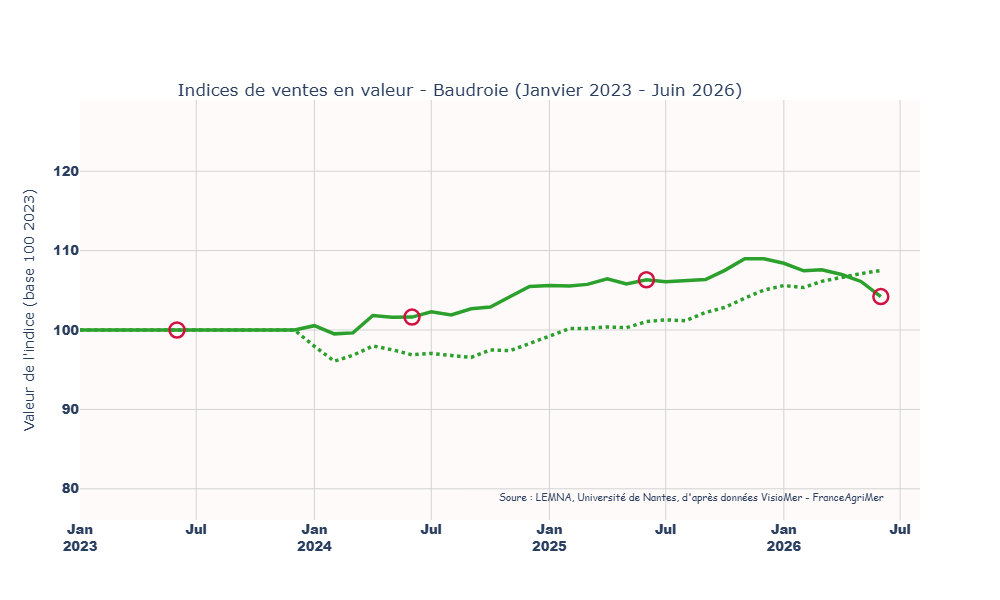 Indices de ventes en valeur - Baudroie (Janvier 2023 - Juin 2026)
Valeur de l'indice (base 100 2023)
120
110
100
90
80
Soure : LEMNA, Université de Nantes, d'après données VisioMer - FranceAgriMer
Jan
2023
Jul
Jan
2024
Jul
Jan
2025
Jul
Jan
2026
Jul